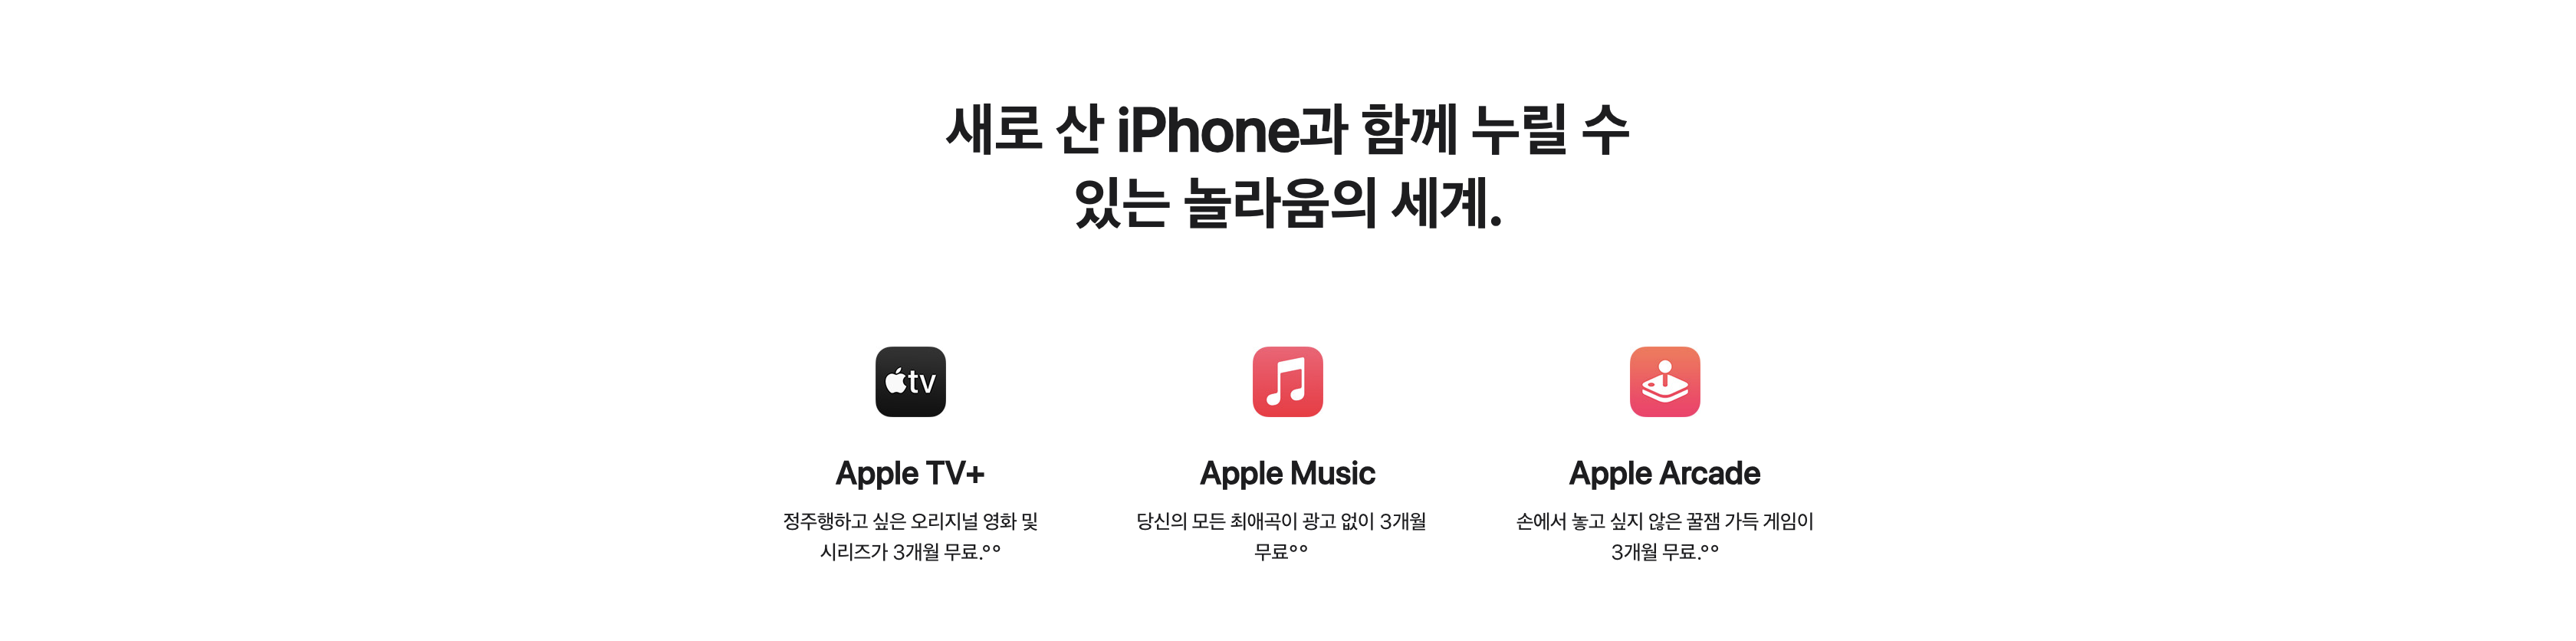 새로 산 iPhone과 함께 누릴 수
있는 놀라움의 세계.
tv
Apple TV+
정주행하고 싶은 오리지널 영화 및
시리즈가 3개월 무료.°°
Apple Music
당신의 모든 최애곡이 광고 없이 3개월
무료°°
Apple Arcade
손에서 놓고 싶지 않은 꿀잼 가득 게임이
3개월 무료.°°